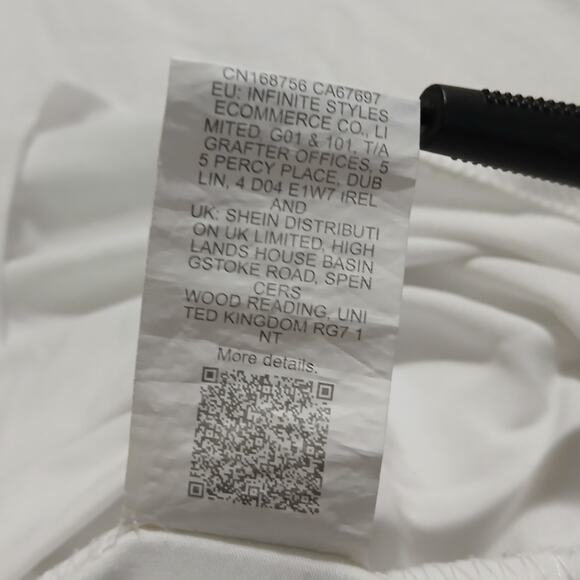 CN168756 CA67697
EU: INFINITE STYLES
ECOMMERCE CO., LI
MITED, G01 & 101, T/A
GRAFTER OFFICES, 5
5 PERCY PLACE, DUB
LIN, 4 D04 E1W7 IREL
AND
UK: SHEIN DISTRIBUTI
ON UK LIMITED, HIGH
LANDS HOUSE BASIN
GSTOKE ROAD, SPEN
CERS
WOOD READING, UNI
TED KINGDOM RG7 1
NT
More details.